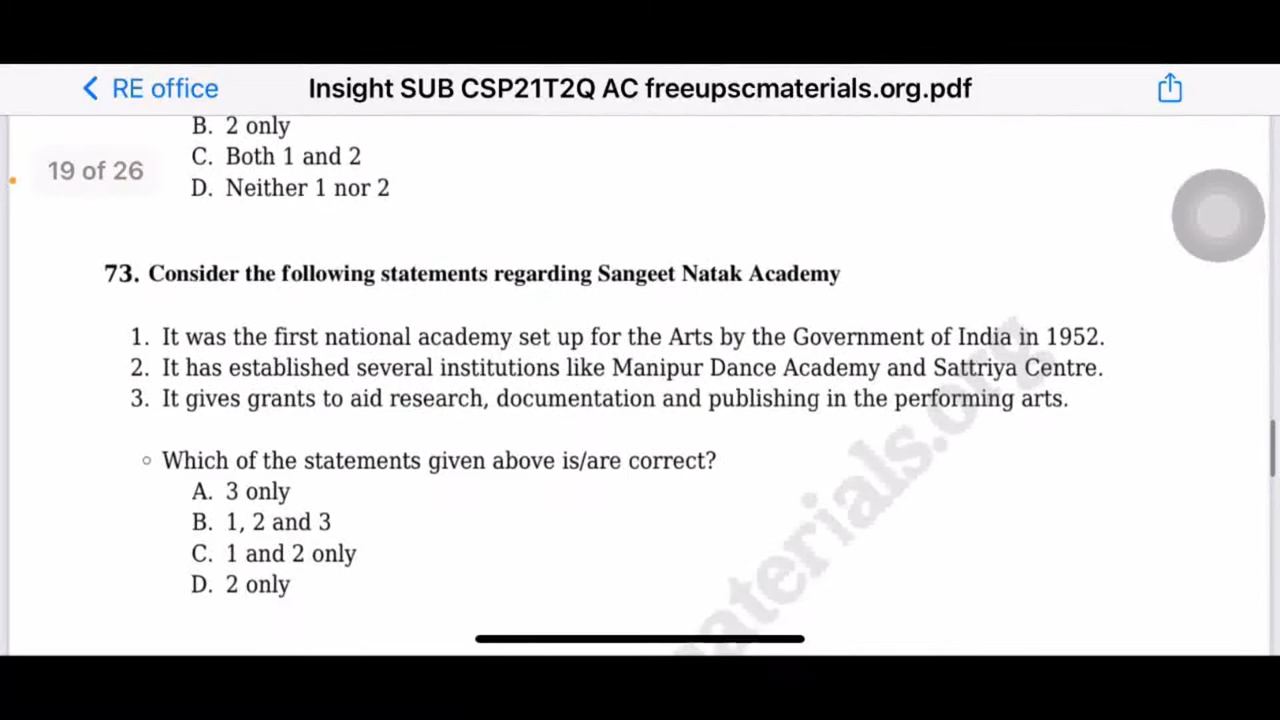 RE office
Insight SUB CSP21T2Q AC freeupscmaterials.org.pdf
B. 2 only
19 of 26
C. Both 1 and 2
D. Neither 1 nor 2
73. Consider the following statements regarding Sangeet Natak Academy
1. It was the first national academy set up for the Arts by the Government of India in 1952.
2. It has established several institutions like Manipur Dance Academy and Sattriya Centre.
3. It gives grants to aid research, documentation and publishing in the performing arts.
Which of the statements given above is/are correct?
A. 3 only
B. 1, 2 and 3
C. 1 and 2 only
D. 2 only
aterials.org